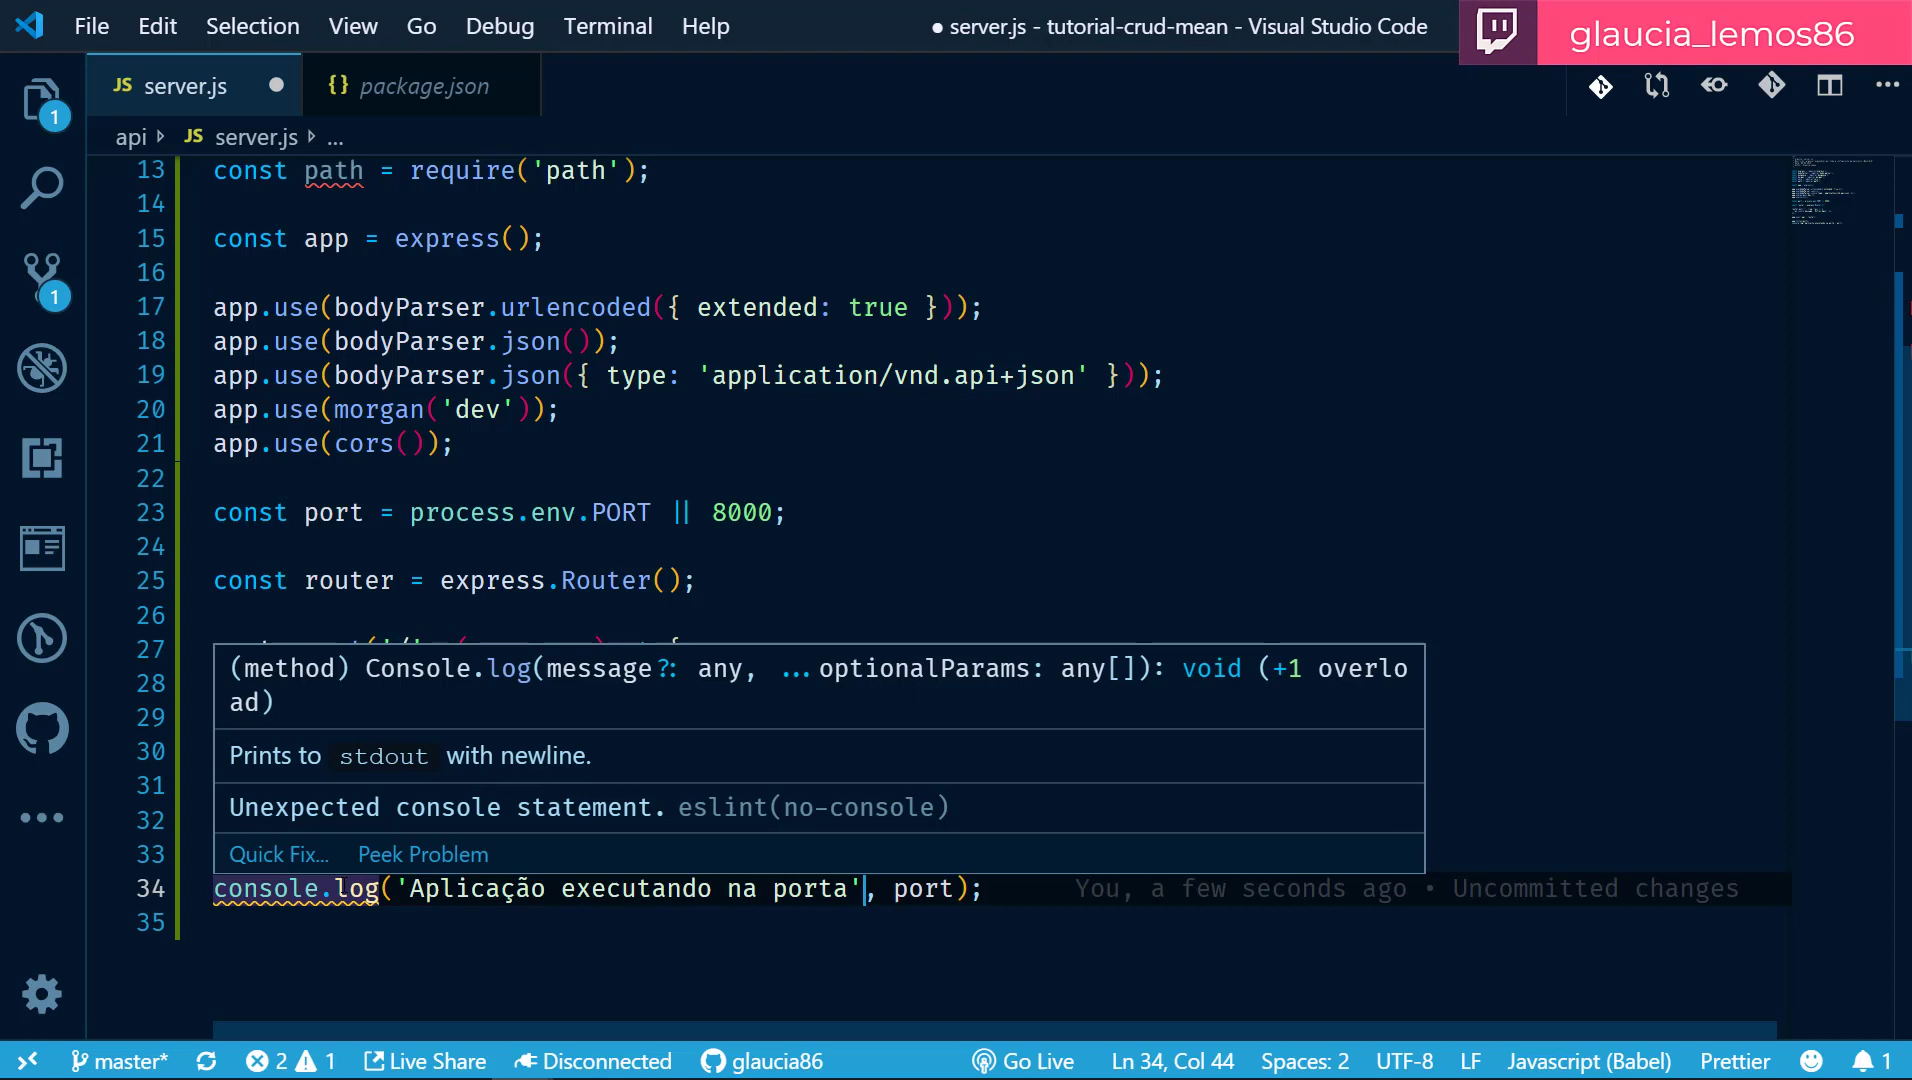 File Edit Selection View Go Debug Terminal Help
● server.js - tutorial-crud-mean - Visual Studio Code
glaucia_lemos86
JS server.js
{} package.json
api JS server.js ...
13 const path = require('path');
14
15 const app = express();
16
17 app.use(bodyParser.urlencoded({ extended: true }));
18 app.use(bodyParser.json());
19 app.use(bodyParser.json({ type: 'application/vnd.api+json' }));
20 app.use(morgan('dev'));
21 app.use(cors());
22
23 const port = process.env.PORT || 8000;
24
25 const router = express.Router();
26
27
28
29
30
31
32
33
(method) Console.log(message?: any, ...optionalParams: any[]): void (+1 overlo
ad)
Prints to stdout with newline.
Unexpected console statement. eslint(no-console)
Quick Fix... Peek Problem
34 console.log('Aplicação executando na porta', port); You, a few seconds ago • Uncommitted changes
35
1
1
master* 2 1 Live Share Disconnected glaucia86 Go Live Ln 34, Col 44 Spaces: 2 UTF-8 LF Javascript (Babel) Prettier 1